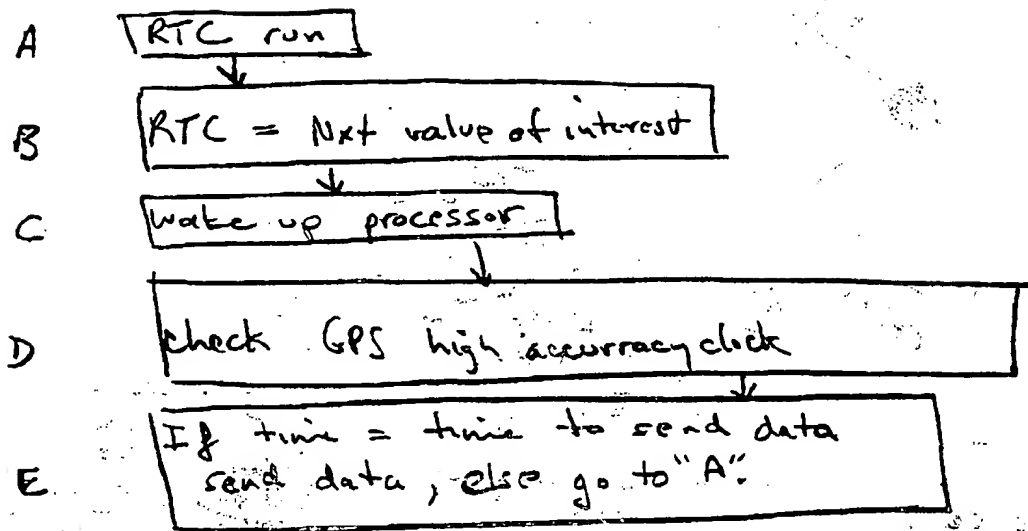 A RTC run
B RTC = Nxt value of interest
C wake up processor
D check GPS high accurracy clock
E If time = time to send data
send data, else go to "A".